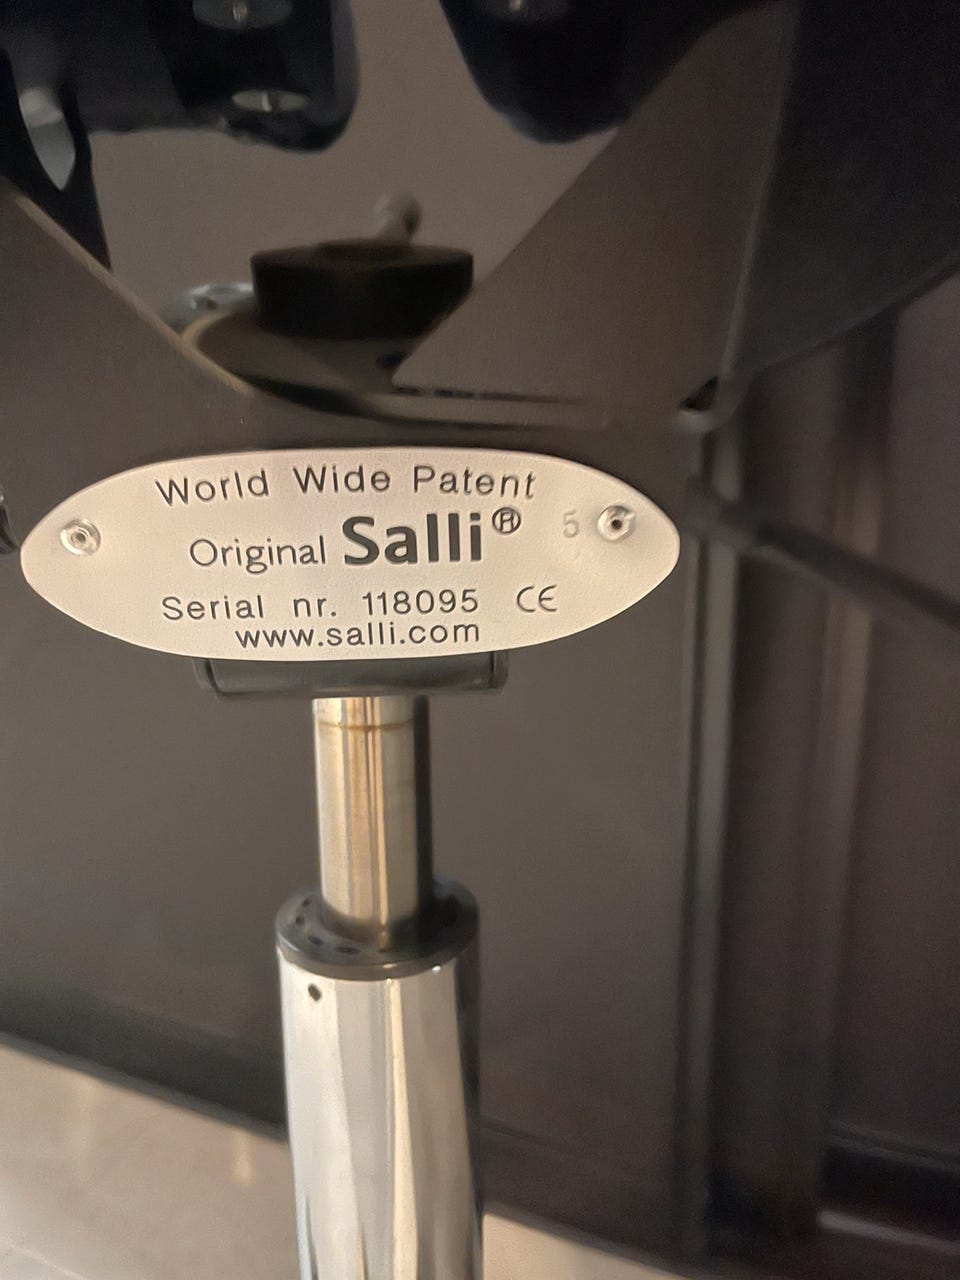 World Wide Patent
Original Salli® 5
Serial nr. 118095 CE
www.salli.com